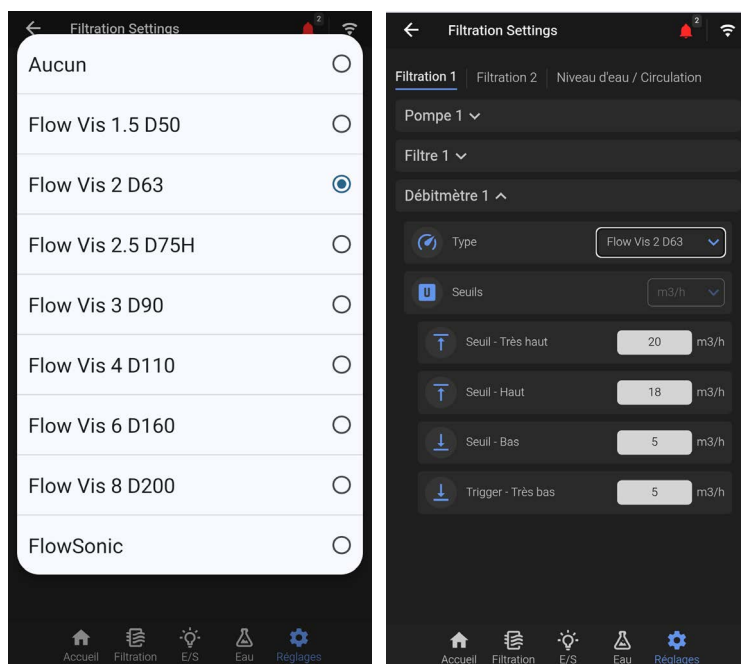 Filtration Settings
2
Aucun
Flow Vis 1.5 D50
Flow Vis 2 D63
Flow Vis 2.5 D75H
Flow Vis 3 D90
Flow Vis 4 D110
Flow Vis 6 D160
Flow Vis 8 D200
FlowSonic
Accueil Filtration E/S Eau Réglages
Filtration Settings
2
Filtration 1 Filtration 2 Niveau d'eau / Circulation
Pompe 1
Filtre 1
Débitmètre 1
Type Flow Vis 2 D63
U Seuils m3/h
Seuil - Très haut 20 m3/h
Seuil - Haut 18 m3/h
Seuil - Bas 5 m3/h
Trigger - Très bas 5 m3/h
Accueil Filtration E/S Eau Réglages